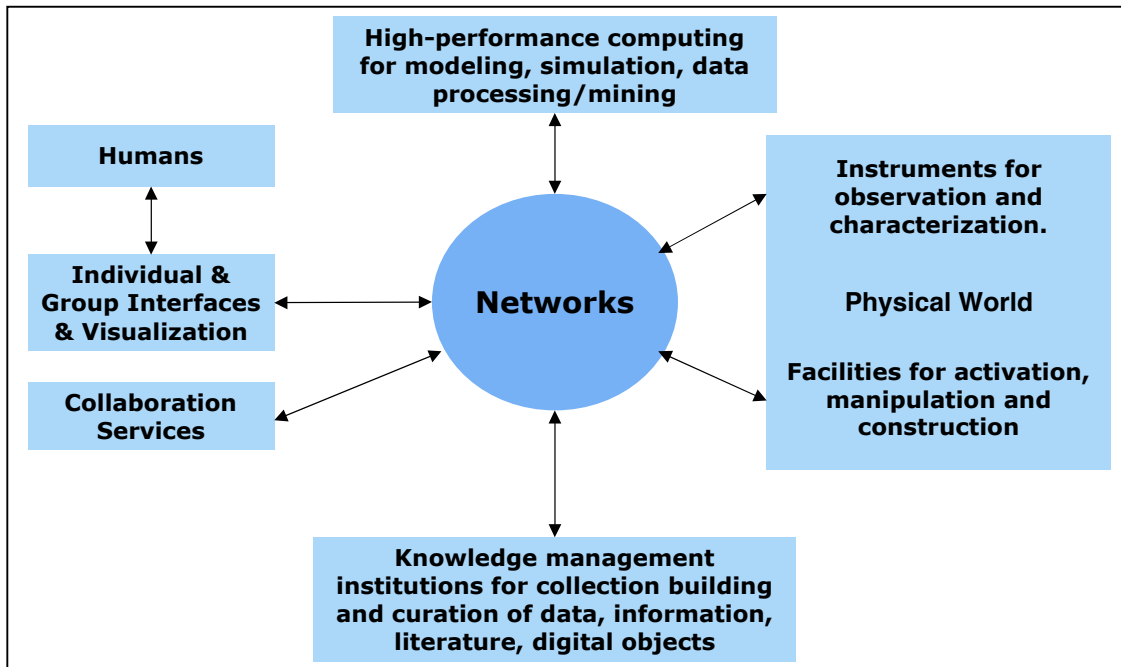 High-performance computing
for modeling, simulation, data
processing/mining
Humans
Individual &
Group Interfaces
& Visualization
Collaboration
Services
Networks
Instruments for
observation and
characterization.
Physical World
Facilities for activation,
manipulation and
construction
Knowledge management
institutions for collection building
and curation of data, information,
literature, digital objects